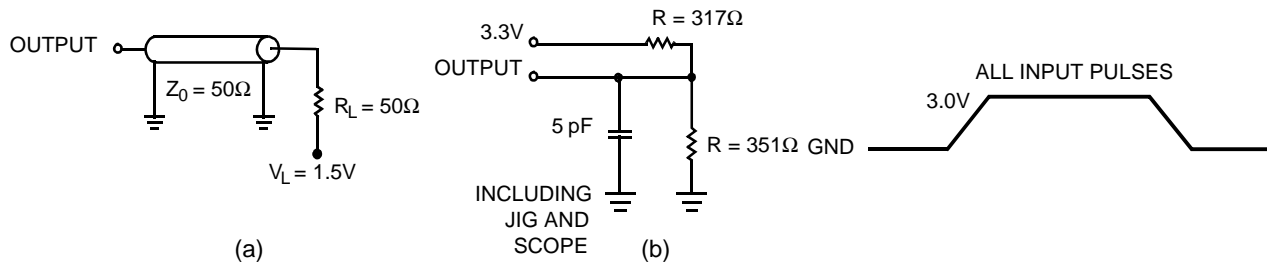 OUTPUT
Z0 = 50Ω
RL = 50Ω
VL = 1.5V
(a)
R = 317Ω
3.3V
OUTPUT
5 pF
R = 351Ω
INCLUDING
JIG AND
SCOPE
(b)
ALL INPUT PULSES
3.0V
GND